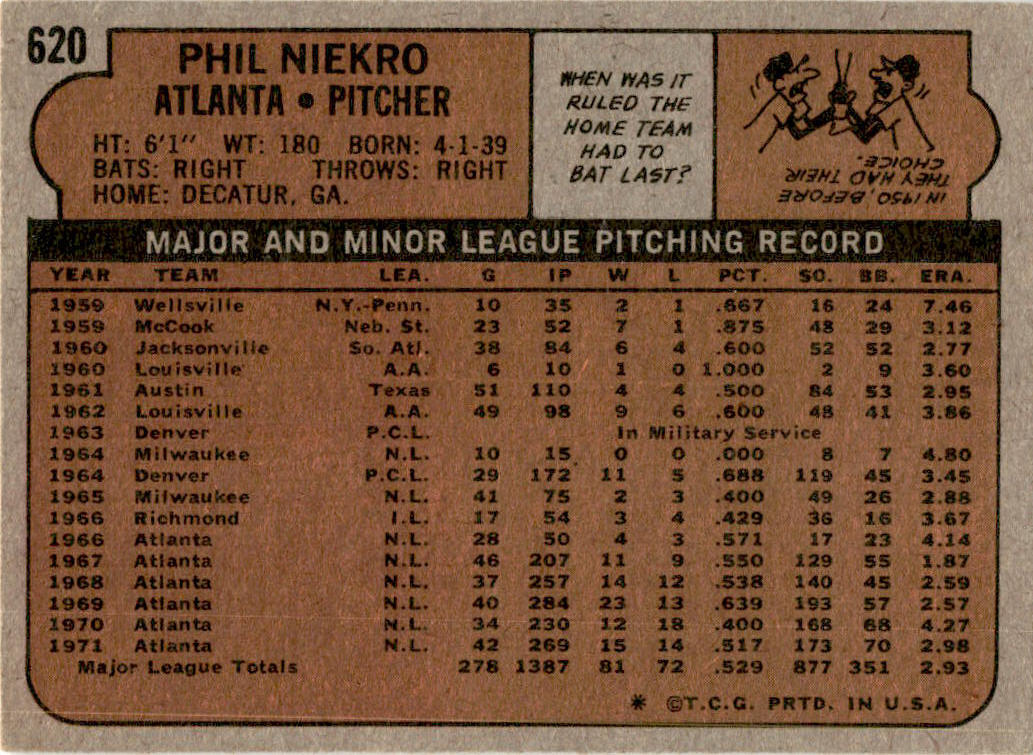 620
PHIL NIEKRO
ATLANTA • PITCHER
HT: 6'1" WT: 180 BORN: 4-1-39
BATS: RIGHT THROWS: RIGHT
HOME: DECATUR, GA.
WHEN WAS IT
RULED THE
HOME TEAM
HAD TO
BAT LAST?
IN 1950, BEFORE
THEY HAD THEIR
CHOICE.
MAJOR AND MINOR LEAGUE PITCHING RECORD
YEAR TEAM LEA. G IP W L PCT. SO. BB. ERA.
1959 Wellsville N.Y.-Penn. 10 35 2 1 .667 16 24 7.46
1959 McCook Neb. St. 23 52 7 1 .875 48 29 3.12
1960 Jacksonville So. Atl. 38 84 6 4 .600 52 52 2.77
1960 Louisville A.A. 6 10 1 0 1.000 2 9 3.60
1961 Austin Texas 51 110 4 4 .500 84 53 2.95
1962 Louisville A.A. 49 98 9 6 .600 48 41 3.86
1963 Denver P.C.L. In Military Service
1964 Milwaukee N.L. 10 15 0 0 .000 8 7 4.80
1964 Denver P.C.L. 29 172 11 5 .688 119 45 3.45
1965 Milwaukee N.L. 41 75 2 3 .400 49 26 2.88
1966 Richmond I.L. 17 54 3 4 .429 36 16 3.67
1966 Atlanta N.L. 28 50 4 3 .571 17 23 4.14
1967 Atlanta N.L. 46 207 11 9 .550 129 55 1.87
1968 Atlanta N.L. 37 257 14 12 .538 140 45 2.59
1969 Atlanta N.L. 40 284 23 13 .639 193 57 2.57
1970 Atlanta N.L. 34 230 12 18 .400 168 68 4.27
1971 Atlanta N.L. 42 269 15 14 .517 173 70 2.98
Major League Totals 278 1387 81 72 .529 877 351 2.93
* ©T.C.G. PRTD. IN U.S.A.